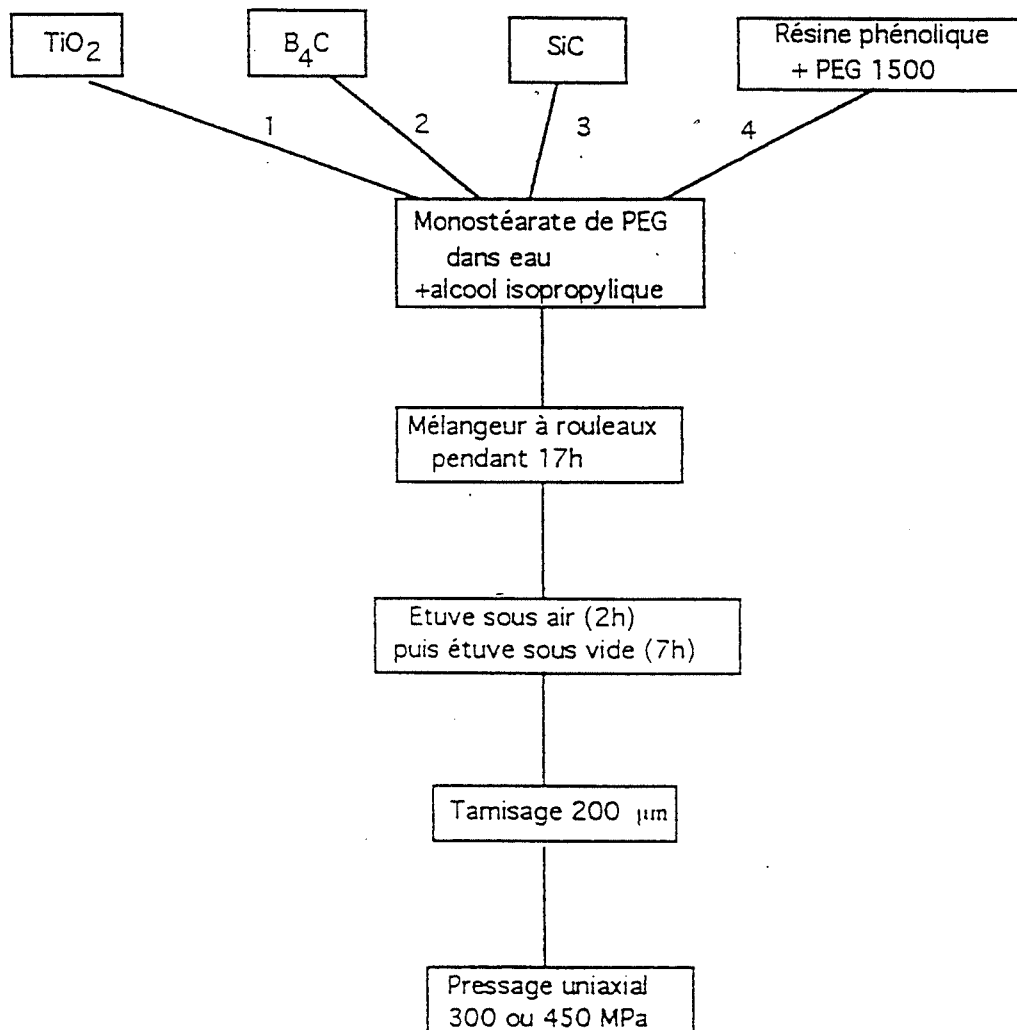 TiO2
B4C
SiC
Résine phénolique
+ PEG 1500
1
2
3
4
Monostéarate de PEG
dans eau
+alcool isopropylique
Mélangeur à rouleaux
pendant 17h
Etuve sous air (2h)
puis étuve sous vide (7h)
Tamisage 200 µm
Pressage uniaxial
300 ou 450 MPa